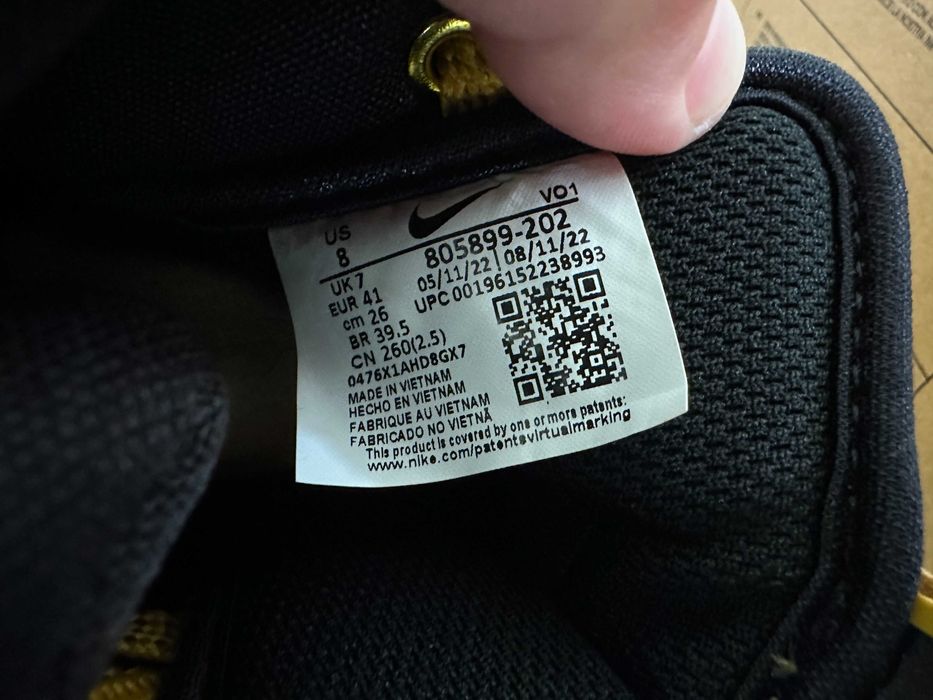 US
8
VO1
805899-202
UK 7
05/11/22 | 08/11/22
EUR 41
UPC 00196152238993
cm 26
BR 39.5
CN 260(2.5)
0476X1AHD8GX7
MADE IN VIETNAM
HECHO EN VIETNAM
FABRIQUE AU VIETNAM
FABRICADO NO VIETNÃ
This product is covered by one or more patents:
www.nike.com/patentsvirtualmarking